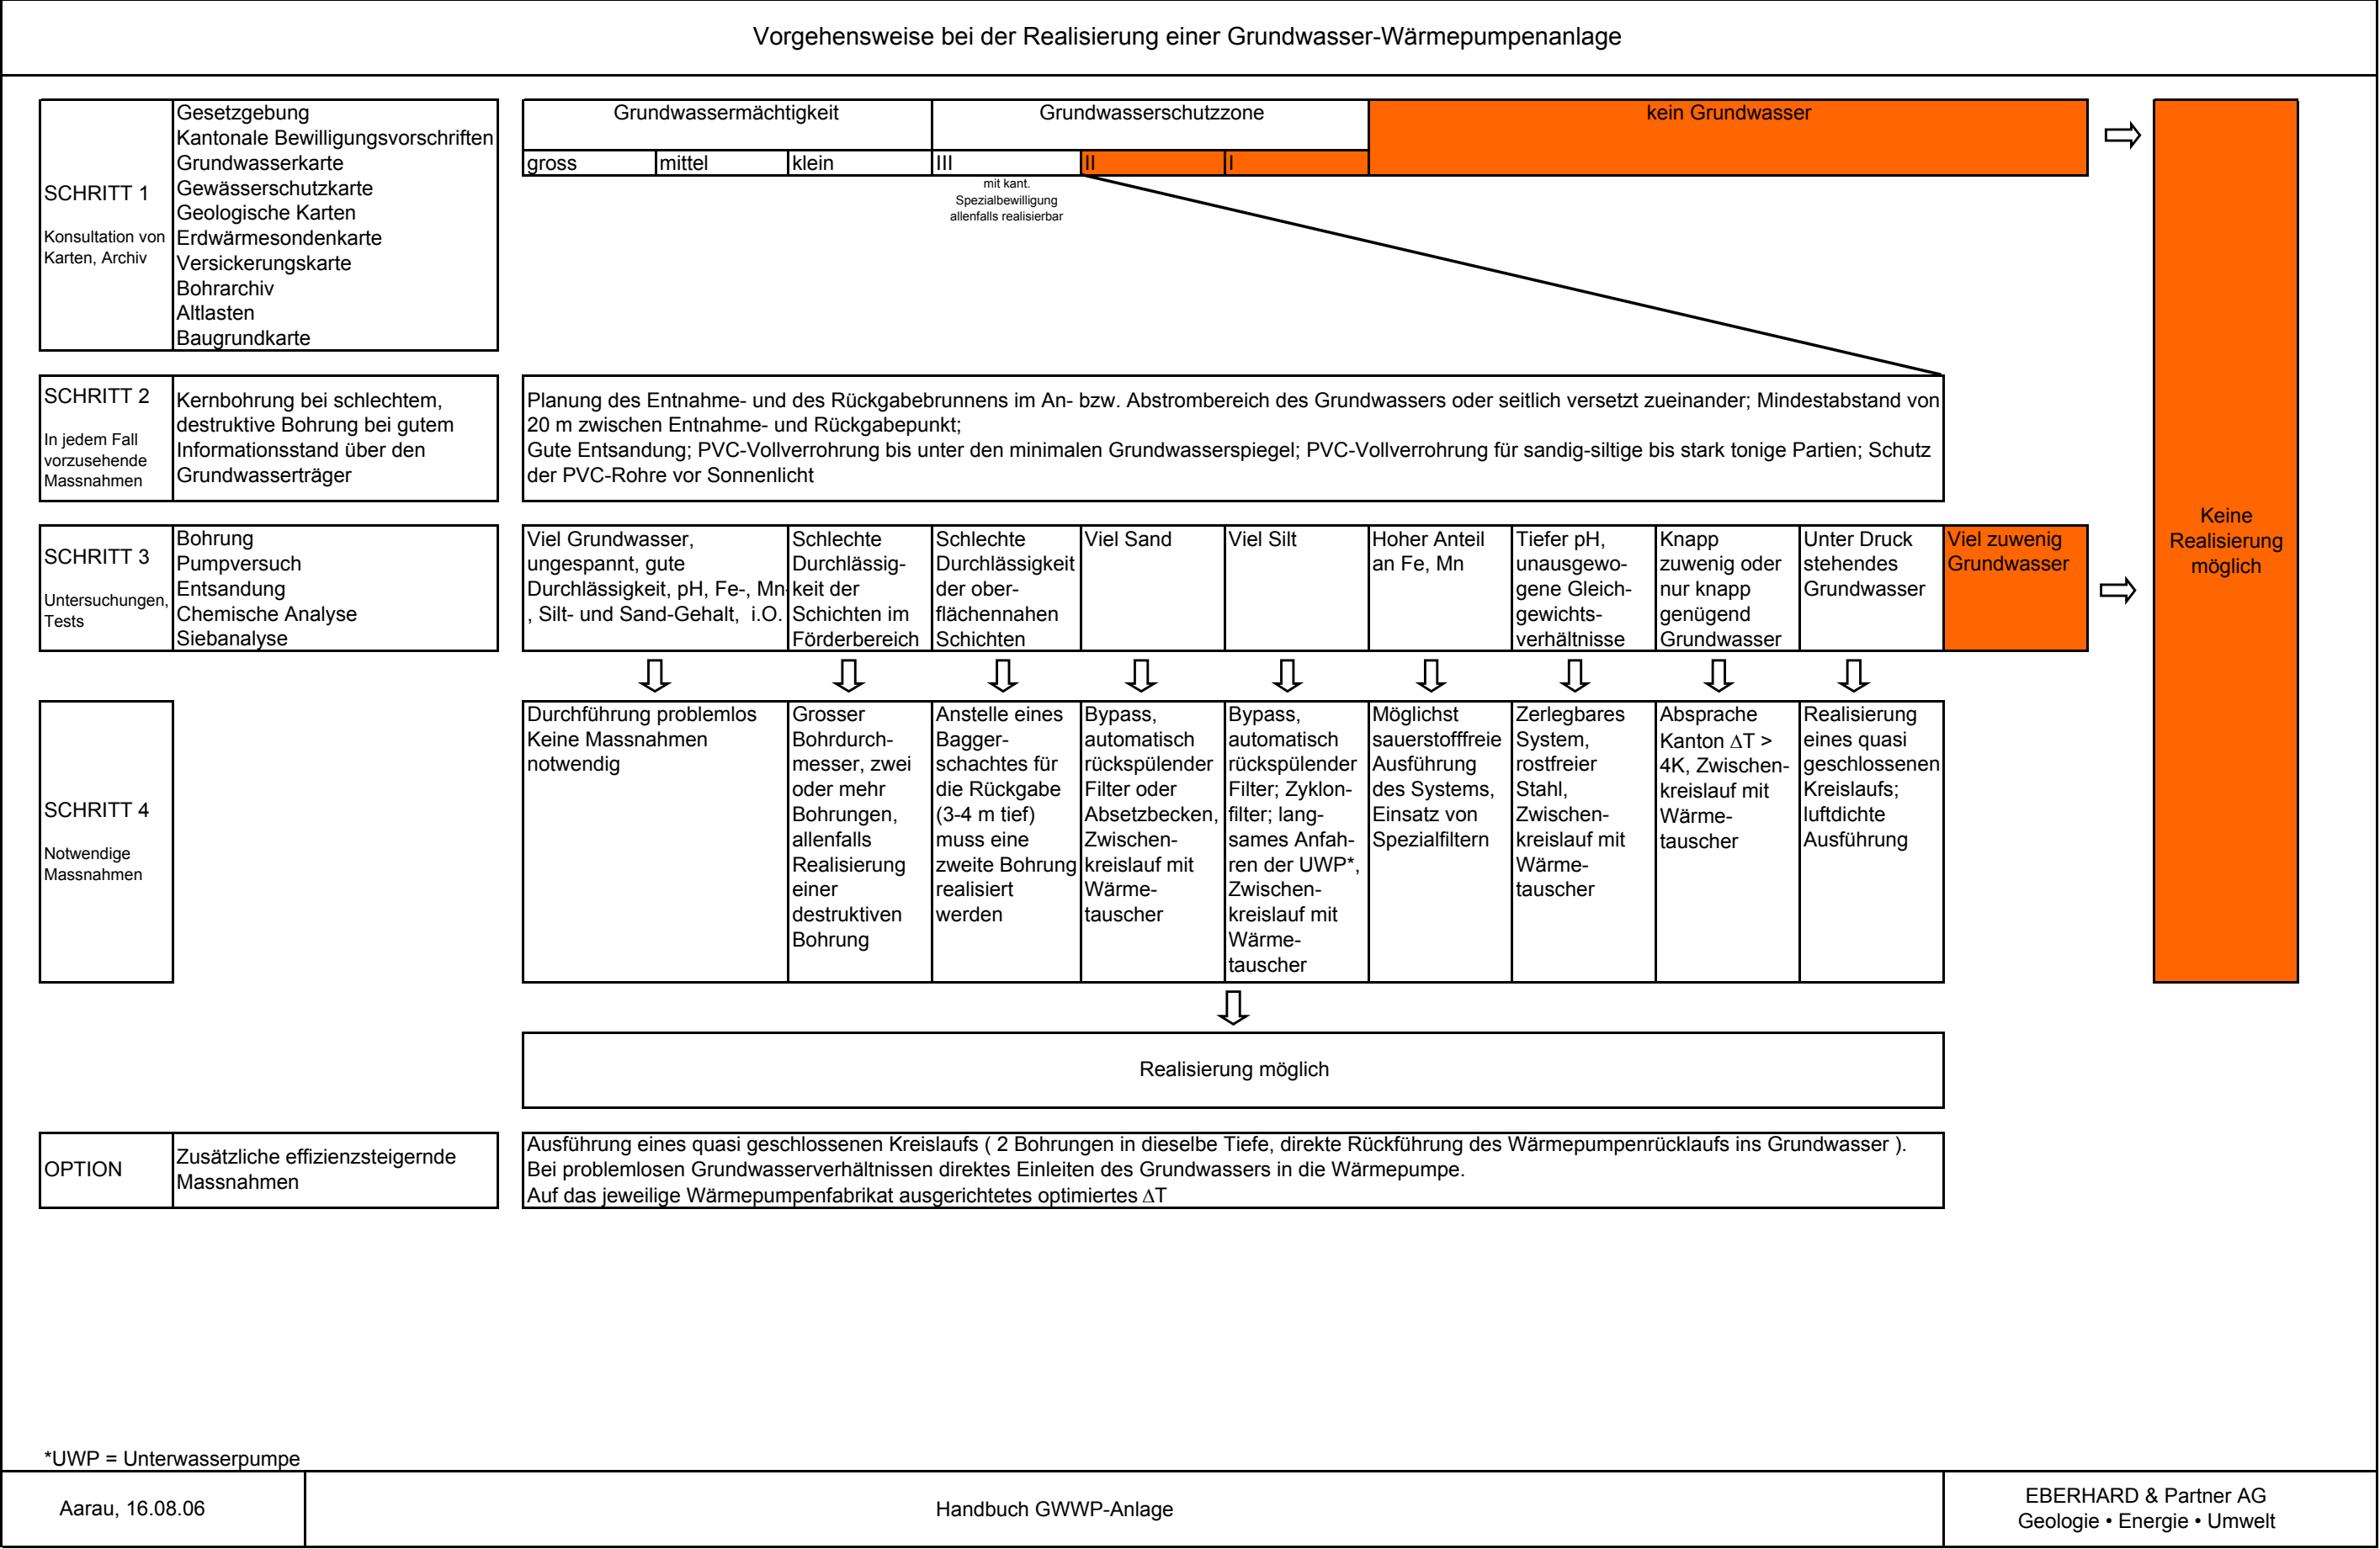 Vorgehensweise bei der Realisierung einer Grundwasser-Wärmepumpenanlage
SCHRITT 1
Konsultation von
Karten, Archiv
Gesetzgebung
Kantonale Bewilligungsvorschriften
Grundwasserkarte
Gewässerschutzkarte
Geologische Karten
Erdwärmesondenkarte
Versickerungskarte
Bohrarchiv
Altlasten
Baugrundkarte
Grundwassermächtigkeit
gross
mittel
klein
Grundwasserschutzzone
III
II
I
mit kant.
Spezialbewilligung
allenfalls realisierbar
kein Grundwasser
Keine
Realisierung
möglich
SCHRITT 2
In jedem Fall
vorzusehende
Massnahmen
Kernbohrung bei schlechtem,
destruktive Bohrung bei gutem
Informationsstand über den
Grundwasserträger
Planung des Entnahme- und des Rückgabebrunnens im An- bzw. Abstrombereich des Grundwassers oder seitlich versetzt zueinander; Mindestabstand von
20 m zwischen Entnahme- und Rückgabepunkt;
Gute Entsandung; PVC-Vollverrohrung bis unter den minimalen Grundwasserspiegel; PVC-Vollverrohrung für sandig-siltige bis stark tonige Partien; Schutz
der PVC-Rohre vor Sonnenlicht
SCHRITT 3
Untersuchungen,
Tests
Bohrung
Pumpversuch
Entsandung
Chemische Analyse
Siebanalyse
Viel Grundwasser,
ungespannt, gute
Durchlässigkeit, pH, Fe-, Mn-
, Silt- und Sand-Gehalt, i.O.
Schlechte
Durchlässig-
keit der
Schichten im
Förderbereich
Schlechte
Durchlässigkeit
der ober-
flächennahen
Schichten
Viel Sand
Viel Silt
Hoher Anteil
an Fe, Mn
Tiefer pH,
unausgewo-
gene Gleich-
gewichts-
verhältnisse
Knapp
zuwenig oder
nur knapp
genügend
Grundwasser
Unter Druck
stehendes
Grundwasser
Viel zuwenig
Grundwasser
SCHRITT 4
Notwendige
Massnahmen
Durchführung problemlos
Keine Massnahmen
notwendig
Grosser
Bohrdurch-
messer, zwei
oder mehr
Bohrungen,
allenfalls
Realisierung
einer
destruktiven
Bohrung
Anstelle eines
Bagger-
schachtes für
die Rückgabe
(3-4 m tief)
muss eine
zweite Bohrung
realisiert
werden
Bypass,
automatisch
rückspülender
Filter oder
Absetzbecken,
Zwischen-
kreislauf mit
Wärme-
tauscher
Bypass,
automatisch
rückspülender
Filter; Zyklon-
filter; lang-
sames Anfah-
ren der UWP*,
Zwischen-
kreislauf mit
Wärme-
tauscher
Möglichst
sauerstofffreie
Ausführung
des Systems,
Einsatz von
Spezialfiltern
Zerlegbares
System,
rostfreier
Stahl,
Zwischen-
kreislauf mit
Wärme-
tauscher
Absprache
Kanton ΔT >
4K, Zwischen-
kreislauf mit
Wärme-
tauscher
Realisierung
eines quasi
geschlossenen
Kreislaufs;
luftdichte
Ausführung
Realisierung möglich
OPTION
Zusätzliche effizienzsteigernde
Massnahmen
Ausführung eines quasi geschlossenen Kreislaufs ( 2 Bohrungen in dieselbe Tiefe, direkte Rückführung des Wärmepumpenrücklaufs ins Grundwasser ).
Bei problemlosen Grundwasserverhältnissen direktes Einleiten des Grundwassers in die Wärmepumpe.
Auf das jeweilige Wärmepumpenfabrikat ausgerichtetes optimiertes ΔT
*UWP = Unterwasserpumpe
Aarau, 16.08.06
Handbuch GWWP-Anlage
EBERHARD & Partner AG
Geologie • Energie • Umwelt